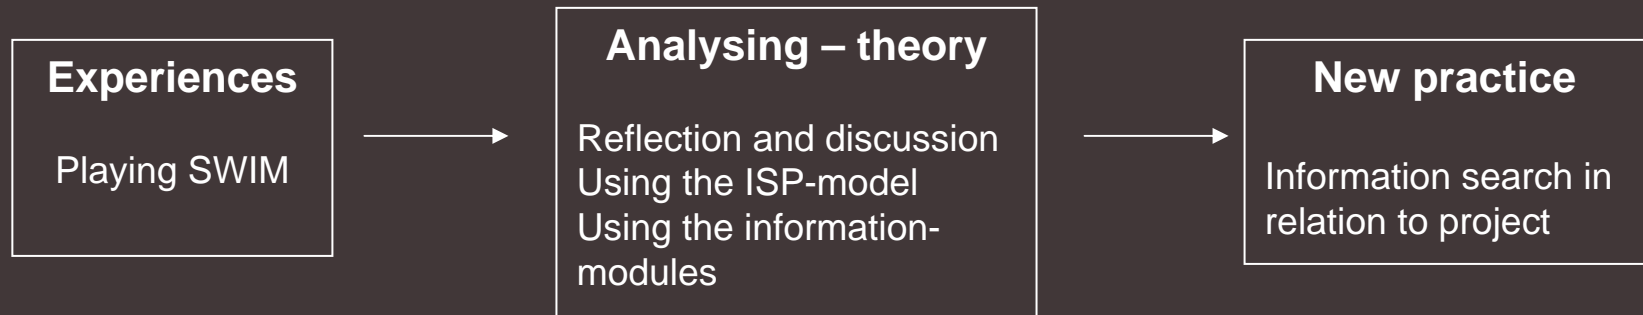 Experiences
Playing SWIM
Analysing – theory
Reflection and discussion
Using the ISP-model
Using the information-
modules
New practice
Information search in
relation to project